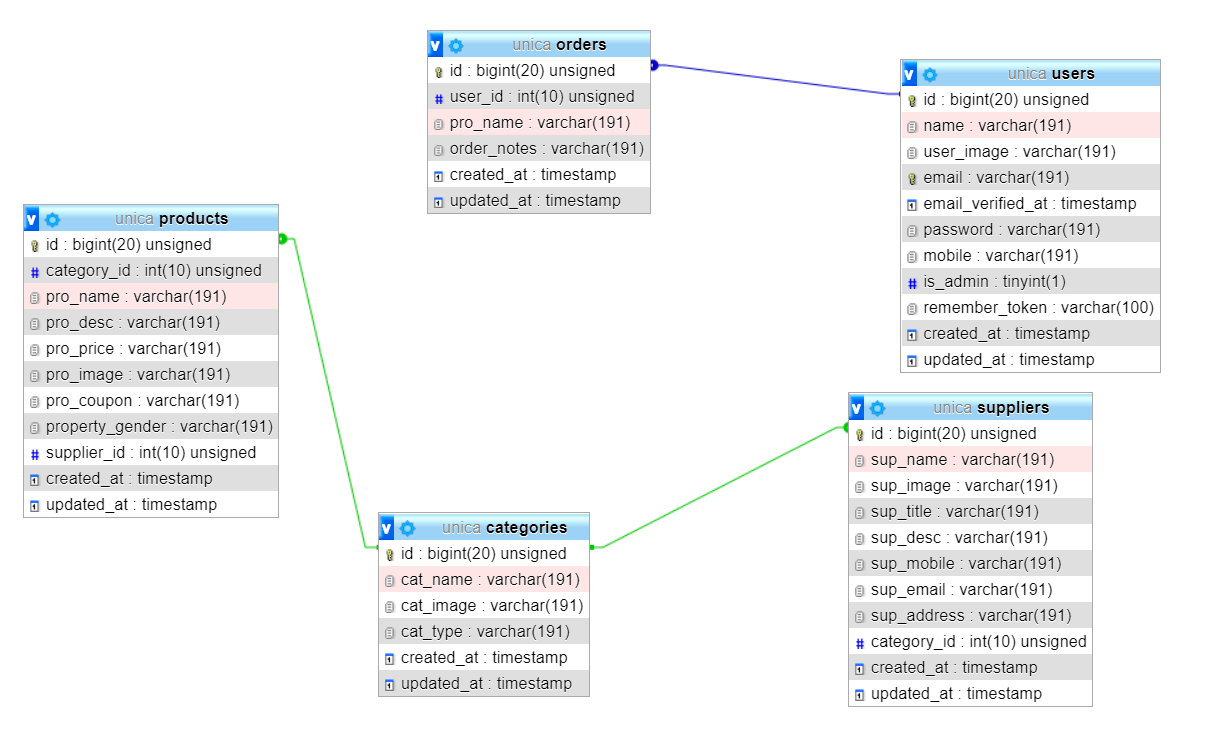 v unica orders
id : bigint(20) unsigned
# user_id : int(10) unsigned
pro_name : varchar(191)
order_notes : varchar(191)
created_at : timestamp
updated_at : timestamp
v unica users
id : bigint(20) unsigned
name : varchar(191)
user_image : varchar(191)
email : varchar(191)
email_verified_at : timestamp
password : varchar(191)
mobile : varchar(191)
# is_admin : tinyint(1)
remember_token : varchar(100)
created_at : timestamp
updated_at : timestamp
v unica products
id : bigint(20) unsigned
# category_id : int(10) unsigned
pro_name : varchar(191)
pro_desc : varchar(191)
pro_price : varchar(191)
pro_image : varchar(191)
pro_coupon : varchar(191)
property_gender : varchar(191)
# supplier_id : int(10) unsigned
created_at : timestamp
updated_at : timestamp
v unica categories
id : bigint(20) unsigned
cat_name : varchar(191)
cat_image : varchar(191)
cat_type : varchar(191)
created_at : timestamp
updated_at : timestamp
v unica suppliers
id : bigint(20) unsigned
sup_name : varchar(191)
sup_image : varchar(191)
sup_title : varchar(191)
sup_desc : varchar(191)
sup_mobile : varchar(191)
sup_email : varchar(191)
sup_address : varchar(191)
# category_id : int(10) unsigned
created_at : timestamp
updated_at : timestamp